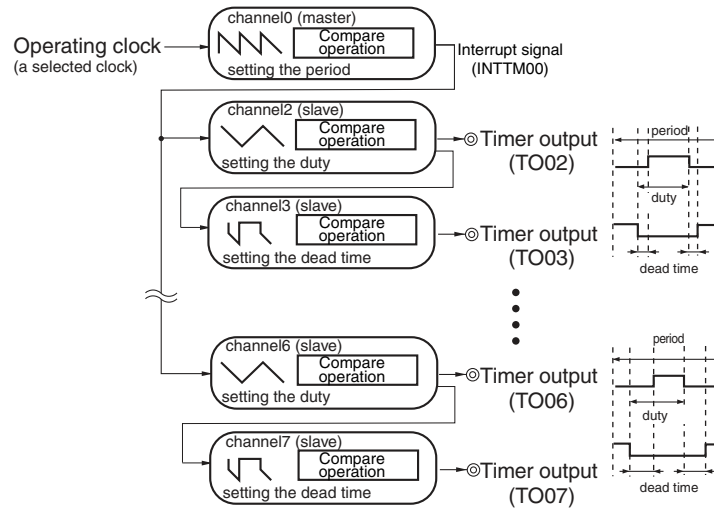 channel0 (master)
Operating clock
(a selected clock)
Compare
operation
setting the period
Interrupt signal
(INTTM00)
channel2 (slave)
Compare
operation
setting the duty
Timer output
(TO02)
period
duty
channel3 (slave)
Compare
operation
setting the dead time
Timer output
(TO03)
dead time
channel6 (slave)
Compare
operation
setting the duty
Timer output
(TO06)
period
duty
channel7 (slave)
Compare
operation
setting the dead time
Timer output
(TO07)
dead time